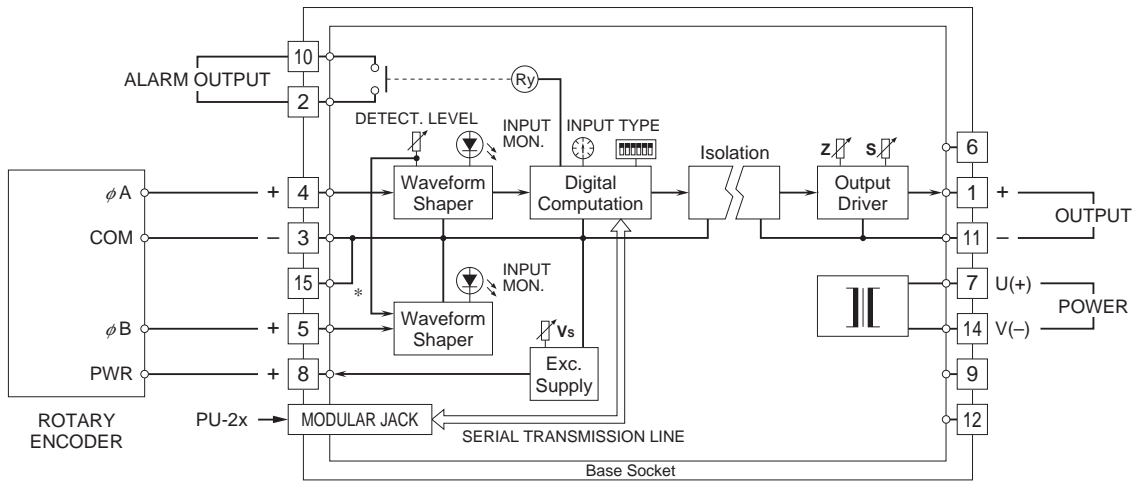 10
ALARM OUTPUT
2
Ry
DETECT. LEVEL
INPUT
MON.
INPUT TYPE
Isolation
Z
S
6
φA
+
4
Waveform
Shaper
Digital
Computation
Output
Driver
1
+
OUTPUT
COM
–
3
11
–
15
*
INPUT
MON.
7
U(+)
POWER
φB
+
5
Waveform
Shaper
Vs
14
V(–)
PWR
+
8
Exc.
Supply
9
ROTARY
ENCODER
PU-2x
MODULAR JACK
SERIAL TRANSMISSION LINE
12
Base Socket